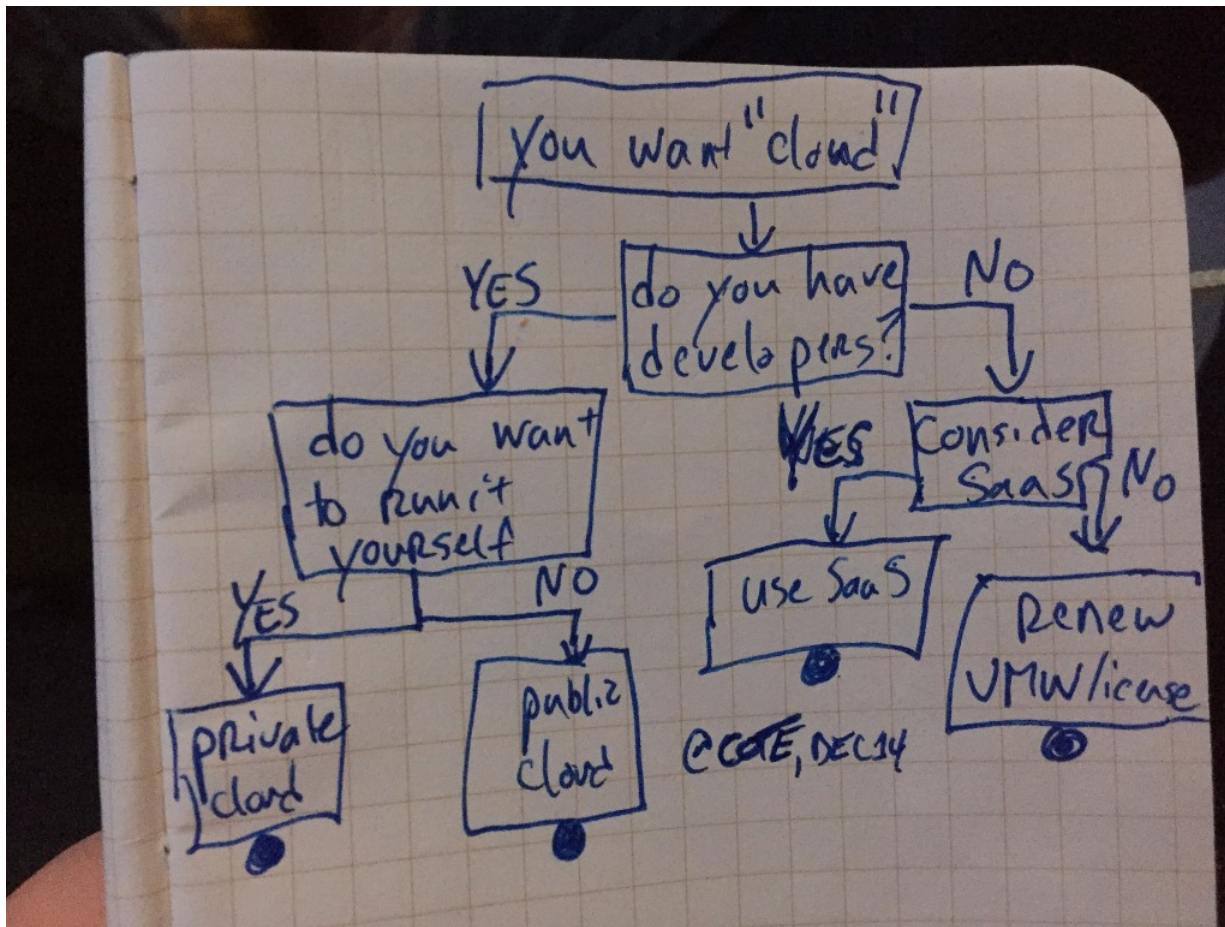 you want "cloud"
YES
do you have
developers?
NO
do you want
to run it
yourself
YES
consider
SaaS
NO
YES
NO
use SaaS
Renew
VMW license
private
cloud
public
cloud
@COTE, DEC14